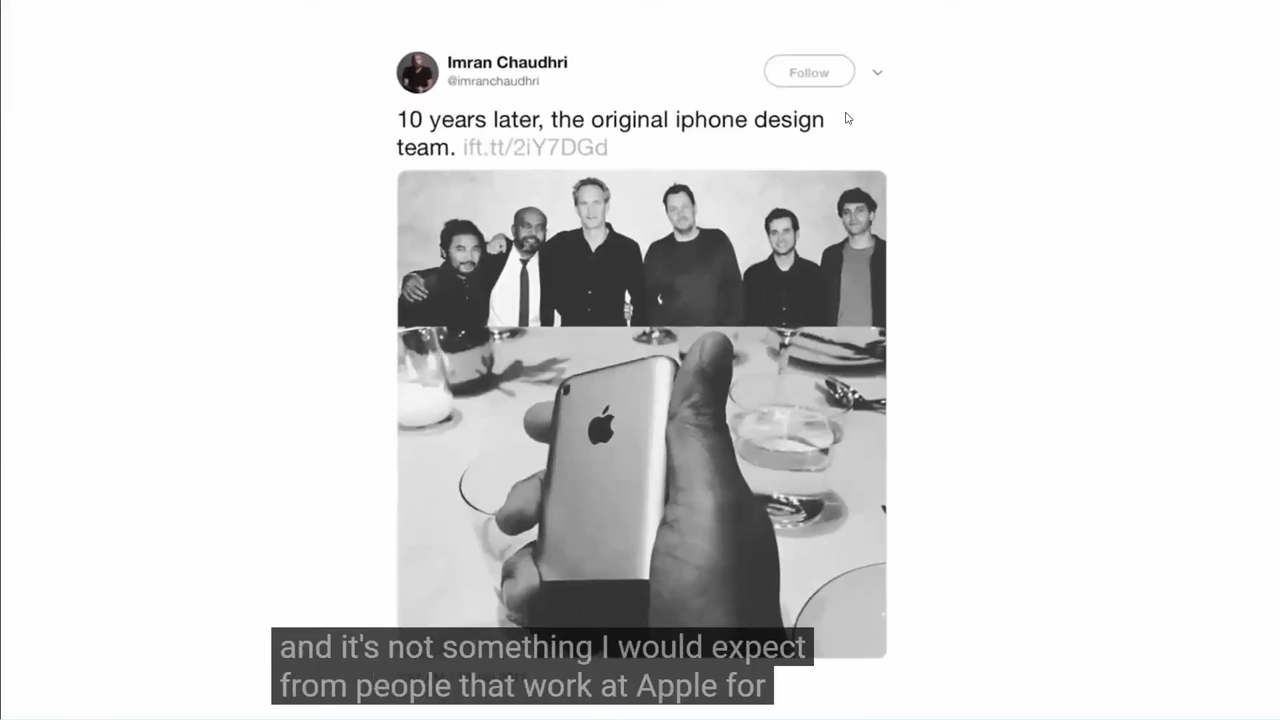 Imran Chaudhri
@imranchaudhri
Follow
10 years later, the original iphone design
team. ift.tt/2iY7DGd
and it's not something I would expect
from people that work at Apple for